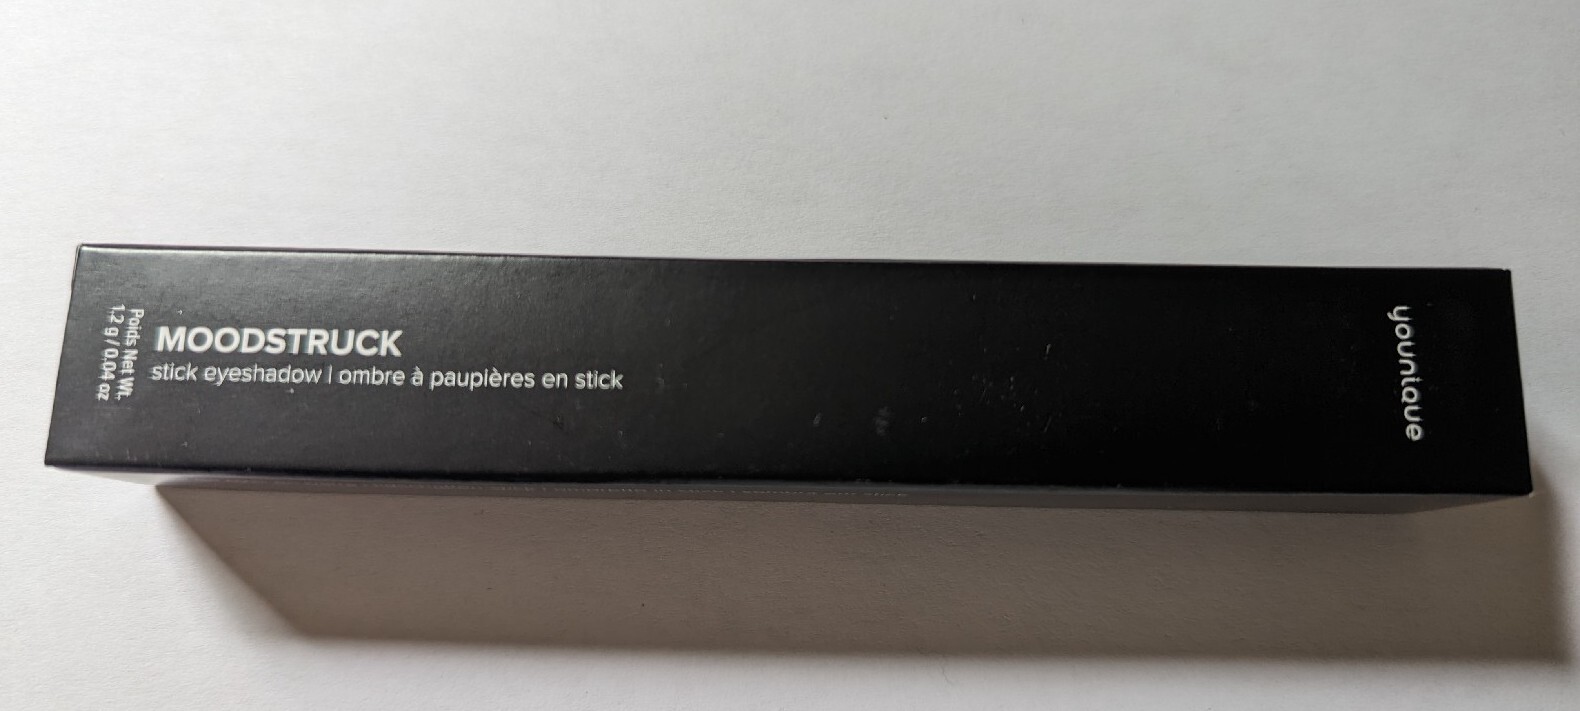 MOODSTRUCK
stick eyeshadow | ombre à paupières en stick
Poids Net Wt.
1.2 g / 0.04 oz
younique